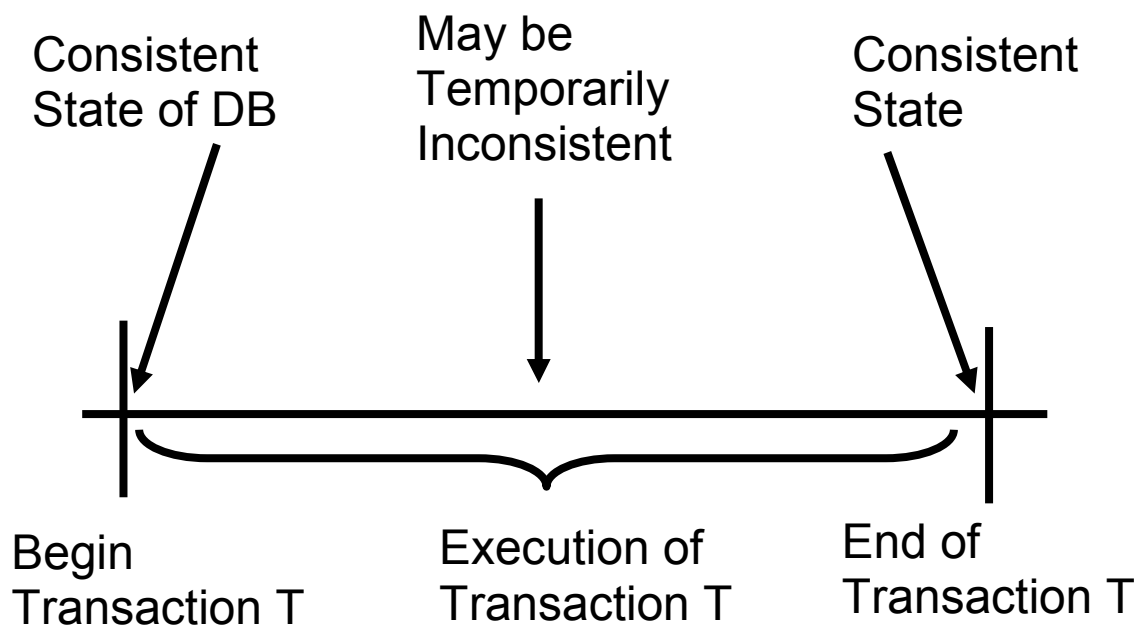 Consistent
State of DB
May be
Temporarily
Inconsistent
Consistent
State
Begin
Transaction T
Execution of
Transaction T
End of
Transaction T